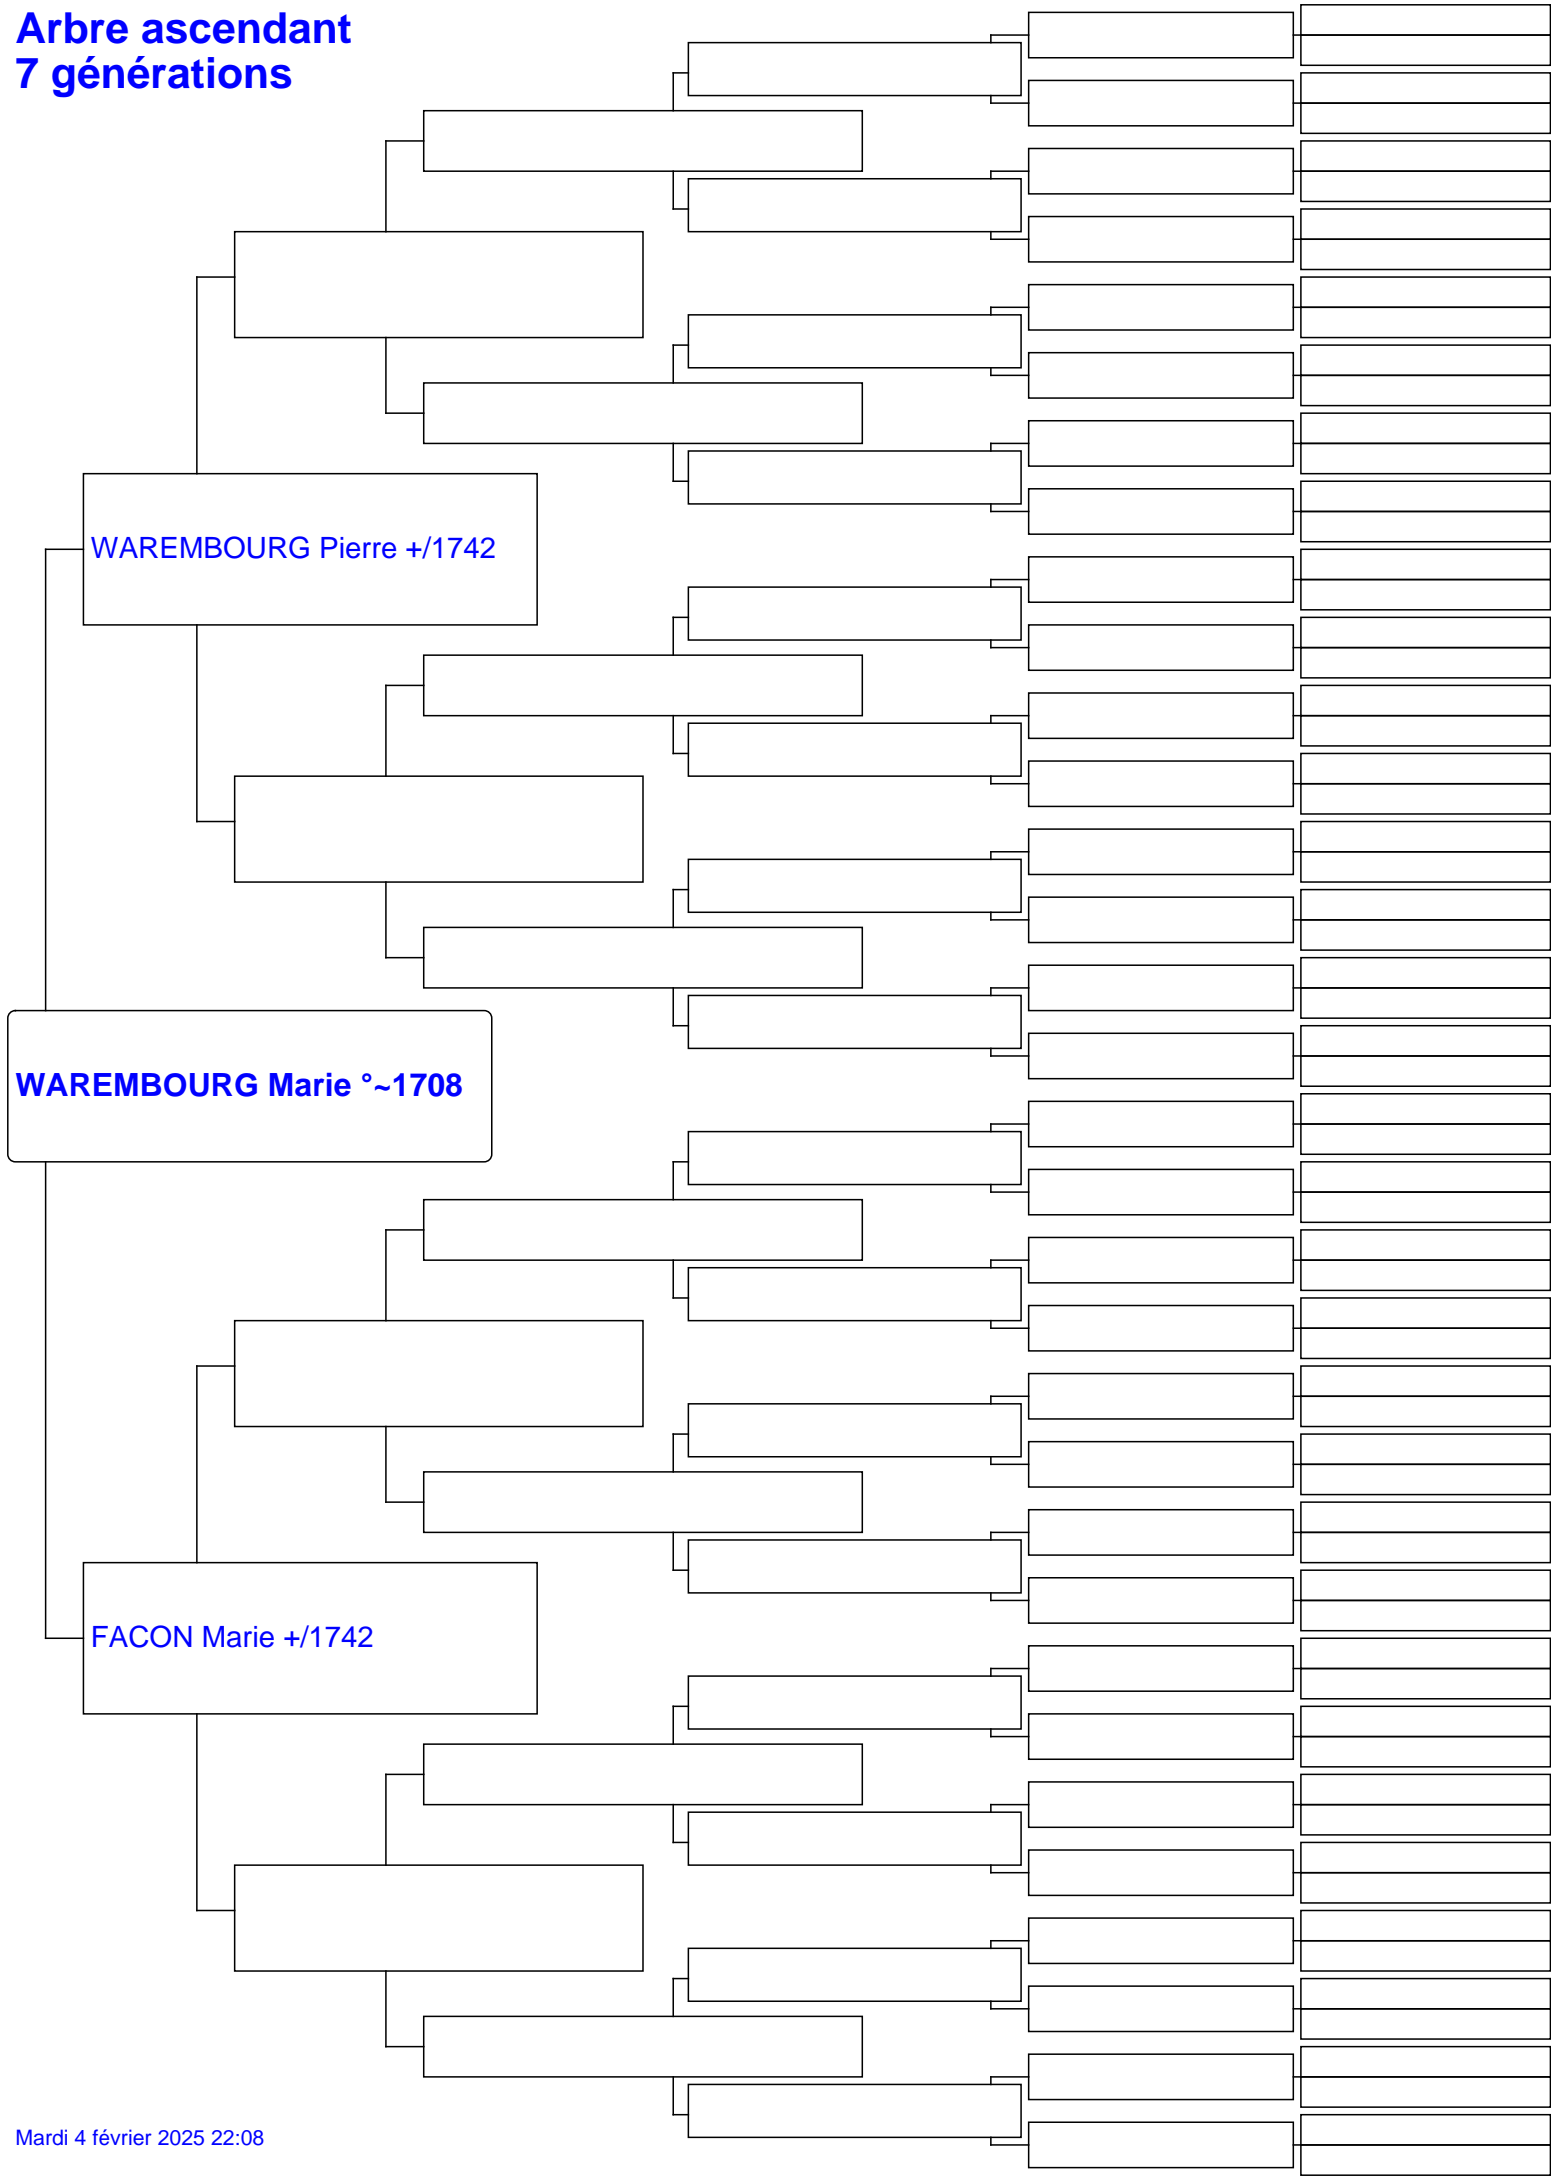 Arbre ascendant
7 générations
WAREMBOURG Pierre +/1742
WAREMBOURG Marie °~1708
FACON Marie +/1742
Mardi 4 février 2025 22:08